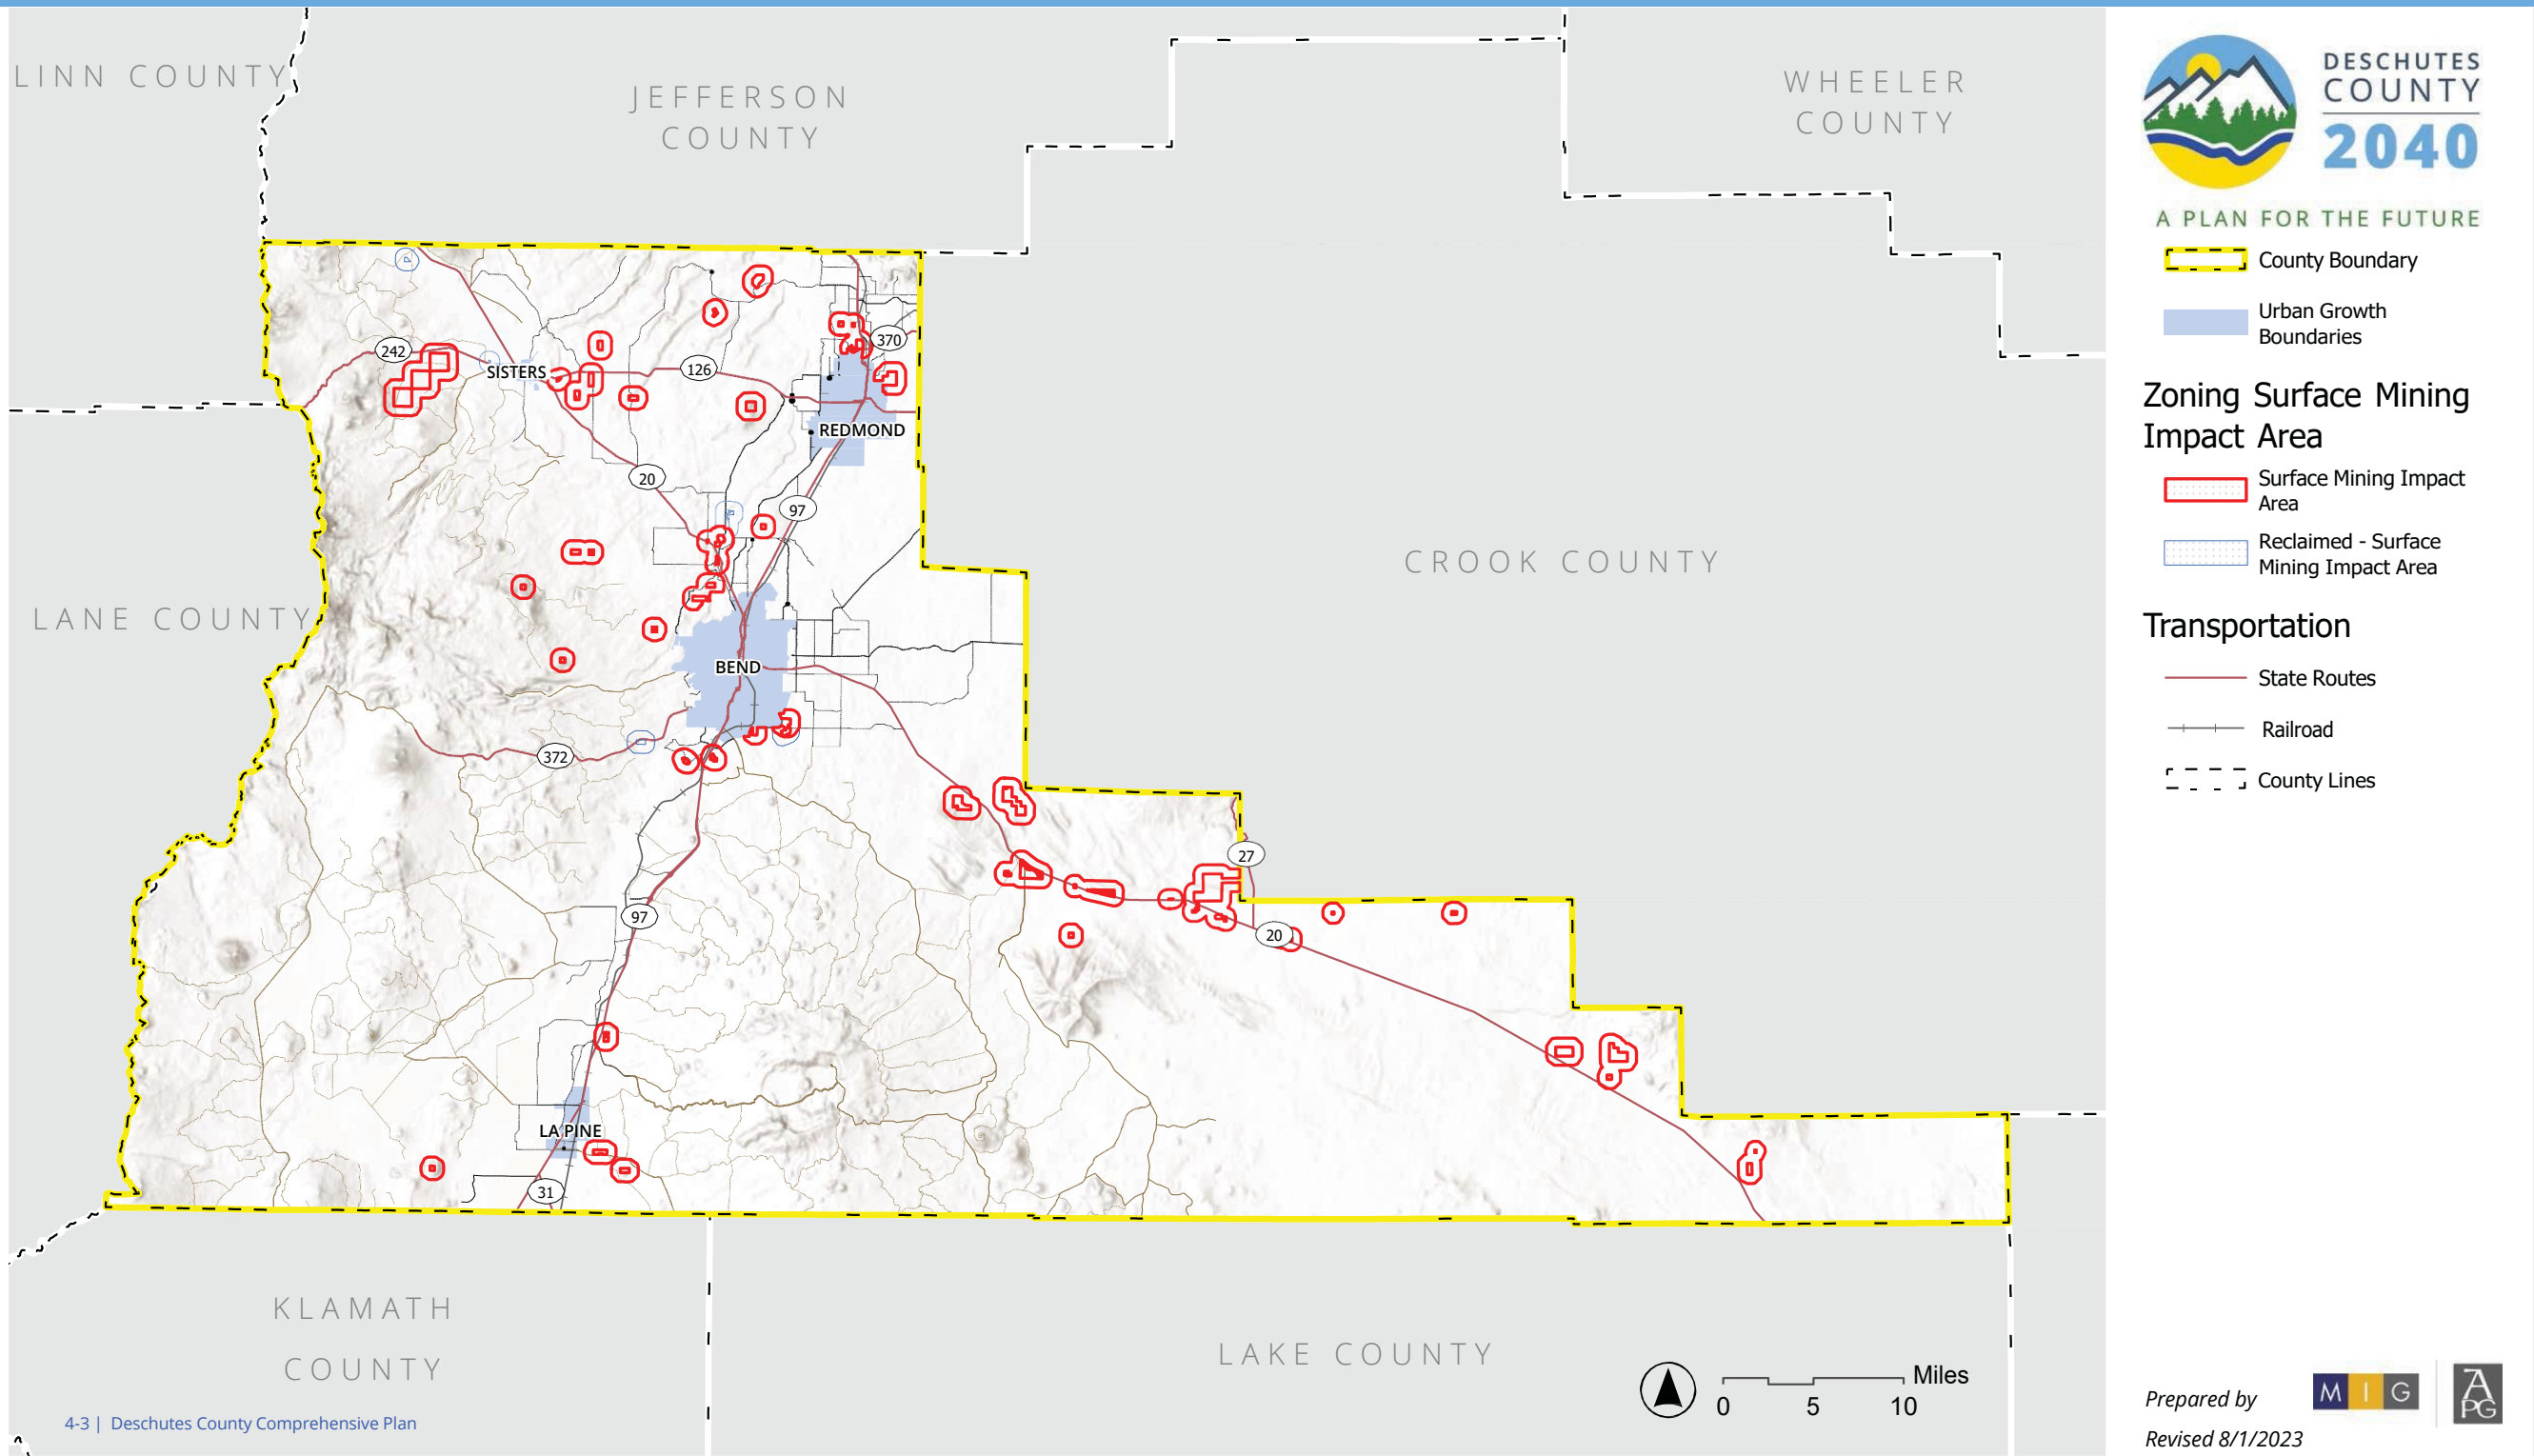 LINN COUNTY
JEFFERSON
COUNTY
WHEELER
COUNTY
CROOK COUNTY
LANE COUNTY
KLAMATH
COUNTY
LAKE COUNTY
242
SISTERS
126
370
REDMOND
20
97
BEND
372
27
97
20
LA PINE
31
Miles
0 5 10
4-3 | Deschutes County Comprehensive Plan
DESCHUTES
COUNTY
2040
A PLAN FOR THE FUTURE
County Boundary
Urban Growth
Boundaries
Zoning Surface Mining
Impact Area
Surface Mining Impact
Area
Reclaimed - Surface
Mining Impact Area
Transportation
State Routes
Railroad
County Lines
Prepared by
M I G
APG
Revised 8/1/2023